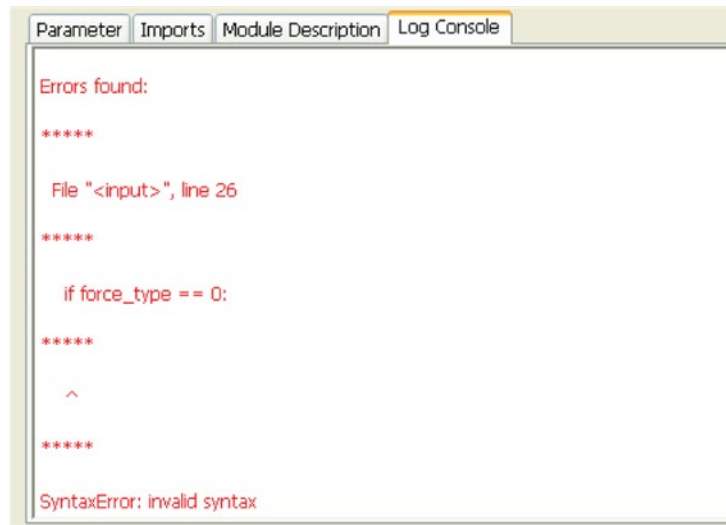 Parameter Imports Module Description Log Console
Errors found:
*****
File "<input>", line 26
*****
if force_type == 0:
*****
^
*****
SyntaxError: invalid syntax